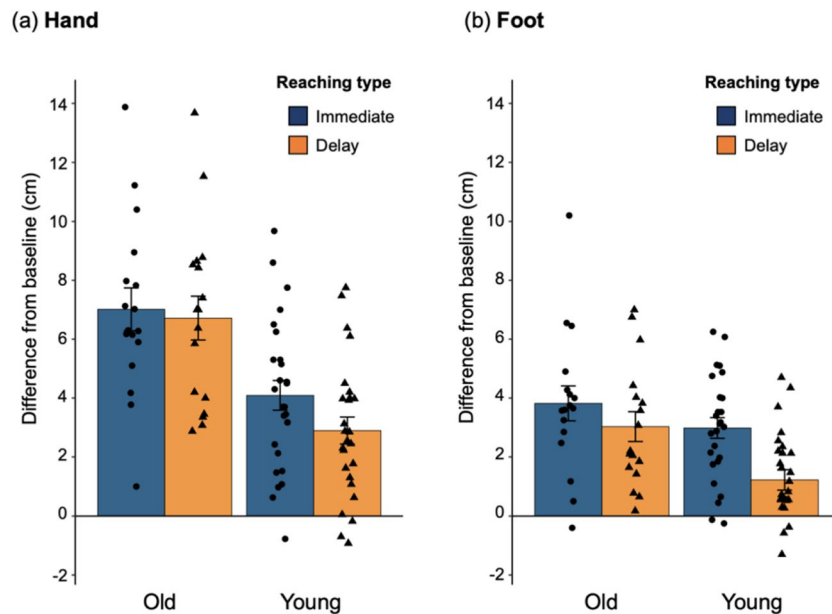 (a) Hand
Reaching type
Immediate
Delay
Difference from baseline (cm)
14
12
10
8
6
4
2
0
-2
Old Young
(b) Foot
Reaching type
Immediate
Delay
Difference from baseline (cm)
14
12
10
8
6
4
2
0
-2
Old Young